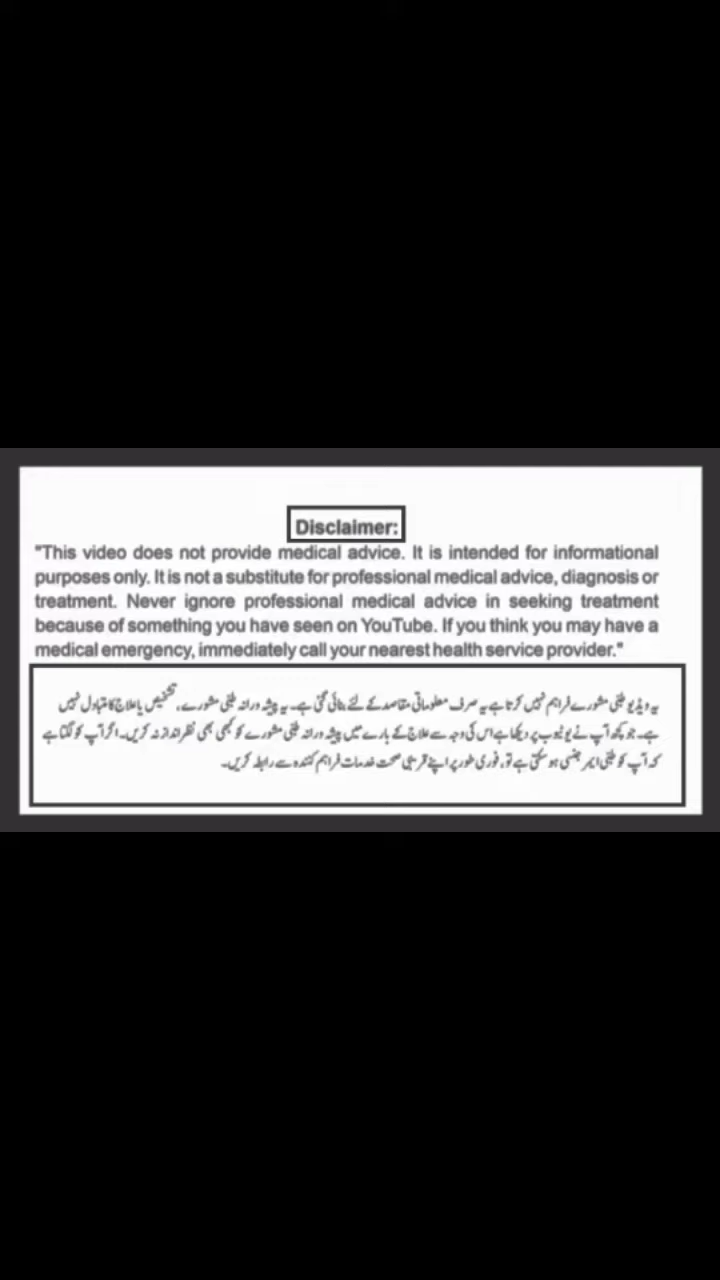 Disclaimer:
"This video does not provide medical advice. It is intended for informational
purposes only. It is not a substitute for professional medical advice, diagnosis or
treatment. Never ignore professional medical advice in seeking treatment
because of something you have seen on YouTube. If you think you may have a
medical emergency, immediately call your nearest health service provider."
یہ ویڈیو طبی مشورے فراہم نہیں کرتا ہے یہ صرف معلوماتی مقاصد کے لئے بنائی گئی ہے۔ یہ پیشہ ورانہ طبی مشورے، تشخیص یا علاج کا متبادل نہیں
ہے۔ جو کچھ آپ نے یوٹیوب پر دیکھا ہے اس کی وجہ سے علاج کے بارے میں پیشہ ورانہ طبی مشورے کو کبھی بھی نظر انداز نہ کریں۔ اگر آپ کو لگتا ہے
کہ آپ کو طبی ایمرجنسی ہو سکتی ہے تو، فوری طور پر اپنے قریبی صحت خدمات فراہم کنندہ سے رابطہ کریں۔